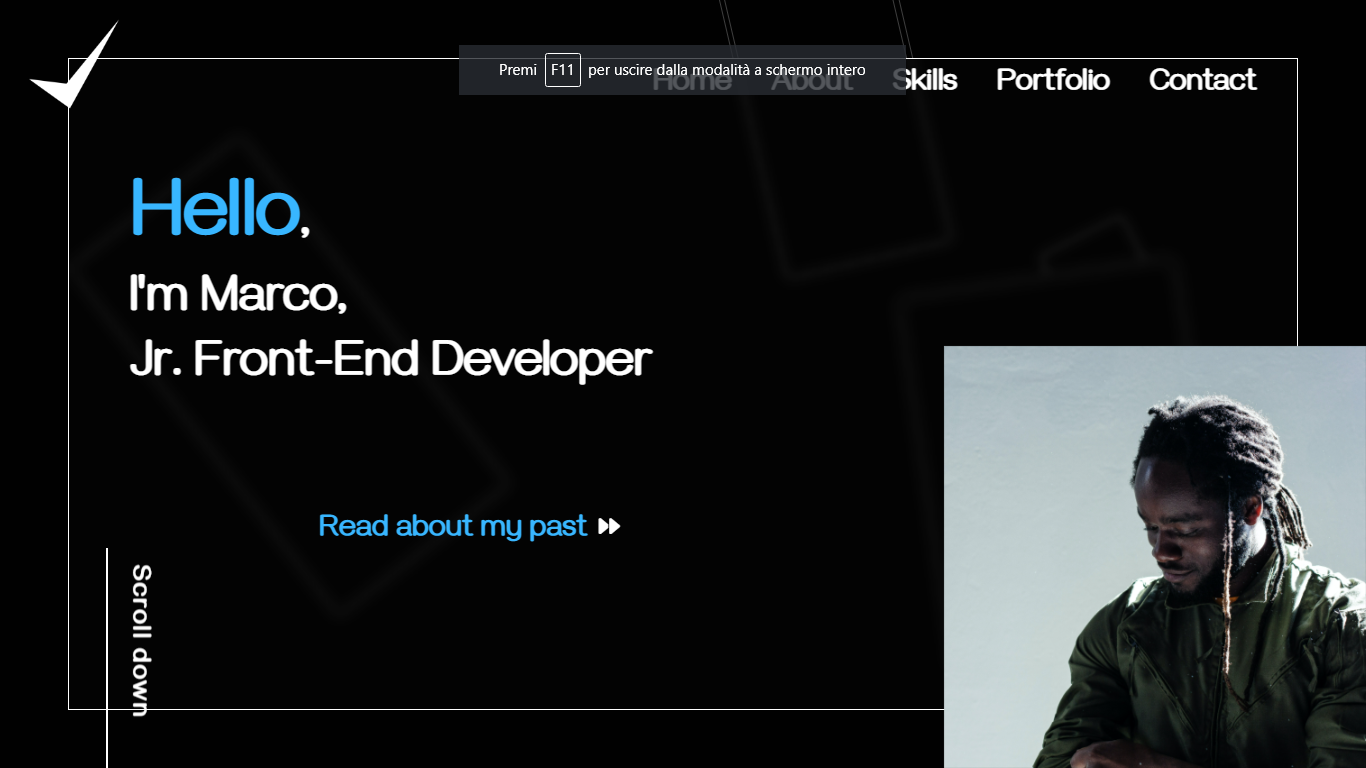 Premi F11 per uscire dalla modalità a schermo intero
Home About Skills Portfolio Contact
Hello,
I'm Marco,
Jr. Front-End Developer
Read about my past
Scroll down